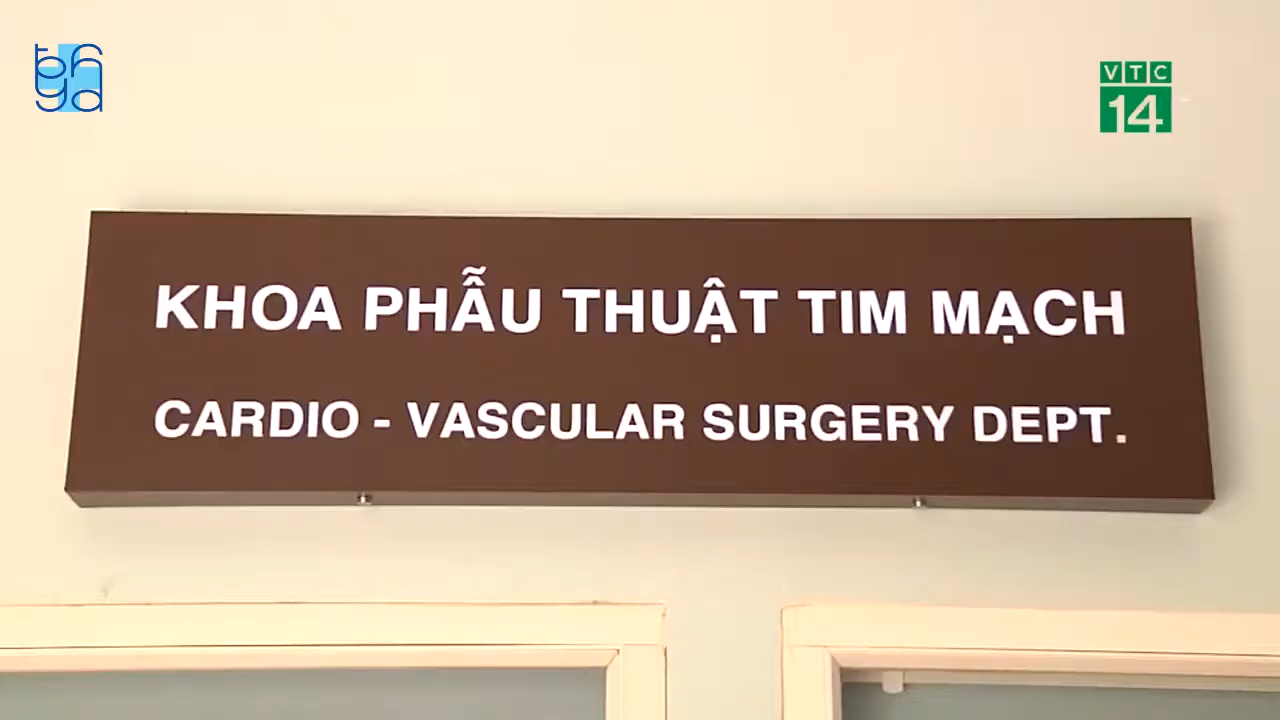 VTC
14
KHOA PHẪU THUẬT TIM MẠCH
CARDIO - VASCULAR SURGERY DEPT.